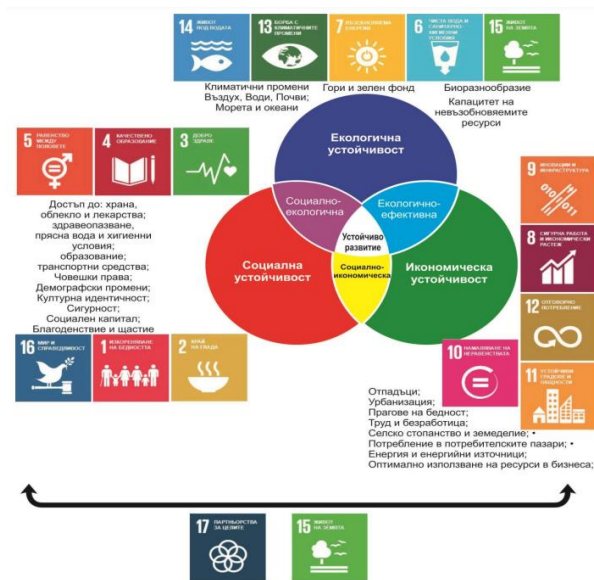 14 ЖИВОТ
ПОД ВОДАТА
13 БОРБА С
КЛИМАТИЧНИТЕ
ПРОМЕНИ
7 ВЪЗОБНОВЯЕМА
ЕНЕРГИЯ
6 ЧИСТА ВОДА И
САНИТАРНО-
ХИГИЕННИ
УСЛОВИЯ
15 ЖИВОТ
НА ЗЕМЯТА
Климатични промени
Въздух, Води, Почви;
Морета и океани
Гори и зелен фонд
Биоразнообразие
Капацитет на
невъзобновяемите
ресурси
Екологична
устойчивост
5 РАВЕНСТВО
МЕЖДУ
ПОЛОВЕТЕ
4 КАЧЕСТВЕНО
ОБРАЗОВАНИЕ
3 ДОБРО
ЗДРАВЕ
Достъп до: храна,
облекло и лекарства;
здравеопазване,
прясна вода и хигиенни
условия;
образование;
транспортни средства;
Човешки права;
Демографски промени;
Културна идентичност;
Сигурност;
Социален капитал;
Благоденствие и щастие
Социално-
екологична
Екологично-
ефективна
Устойчиво
развитие
Социална
устойчивост
Социално-
икономическа
Икономическа
устойчивост
9 ИНОВАЦИИ И
ИНФРАСТРУКТУРА
8 СИГУРНА РАБОТА
И ИКОНОМИЧЕСКИ
РАСТЕЖ
12 ОТГОВОРНО
ПОТРЕБЛЕНИЕ
10 НАМАЛЯВАНЕ НА
НЕРАВЕНСТВАТА
11 УСТОЙЧИВИ
ГРАДОВЕ И
ОБЩНОСТИ
16 МИР И
СПРАВЕДЛИВОСТ
1 ИЗКОРЕНЯВАНЕ
НА БЕДНОСТТА
2 КРАЙ
НА ГЛАДА
Отпадъци;
Урбанизация;
Прагове на бедност;
Труд и безработица;
Селско стопанство и земеделие; •
Потребление в потребителските пазари; •
Енергия и енергийни източници;
Оптимално използване на ресурси в бизнеса;
17 ПАРТНЬОРСТВА
ЗА ЦЕЛИТЕ
15 ЖИВОТ
НА ЗЕМЯТА